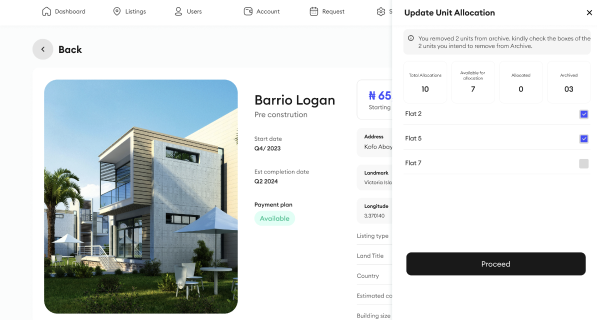 Dashboard
Listings
Users
Account
Request
Back
Barrio Logan
Pre constrution
Start date
Q4/ 2023
Est completion date
Q2 2024
Payment plan
Available
₦ 65
Starting
Address
Kofo Abay
Landmark
Victoria Isla
Longitude
3.370140
Listing type
Land Title
Country
Estimated co
Building size
Update Unit Allocation
You removed 2 units from archive, kindly check the boxes of the
2 units you intend to remove from Archive.
Total Allocations
10
Available for
allocation
7
Allocated
0
Archived
03
Flat 2
Flat 5
Flat 7
Proceed